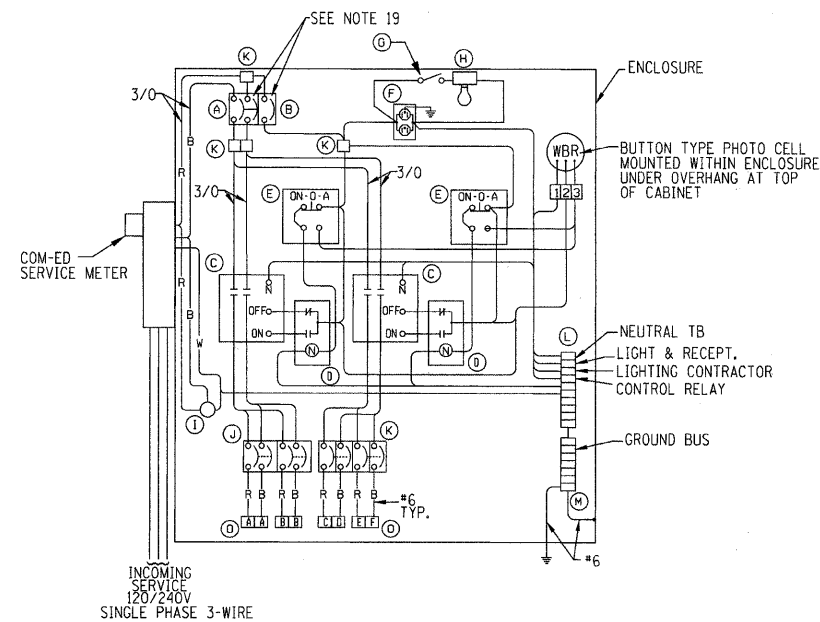 SEE NOTE 19
G
H
K
ENCLOSURE
3/0
A
B
F
B
K
K
WBR
BUTTON TYPE PHOTO CELL
MOUNTED WITHIN ENCLOSURE
UNDER OVERHANG AT TOP
OF CABINET
R
3/0
3/0
E
ON-O-A
E
ON-O-A
1 2 3
COM-ED
SERVICE METER
C
C
N
N
R
B
OFF
OFF
W
ON
ON
N
N
D
D
L
NEUTRAL TB
LIGHT & RECEPT.
LIGHTING CONTRACTOR
CONTROL RELAY
I
J
K
GROUND BUS
R B R B R B R B
#6
TYP.
M
O
A A B B C D E F
O
#6
INCOMING
SERVICE
120/240V
SINGLE PHASE 3-WIRE